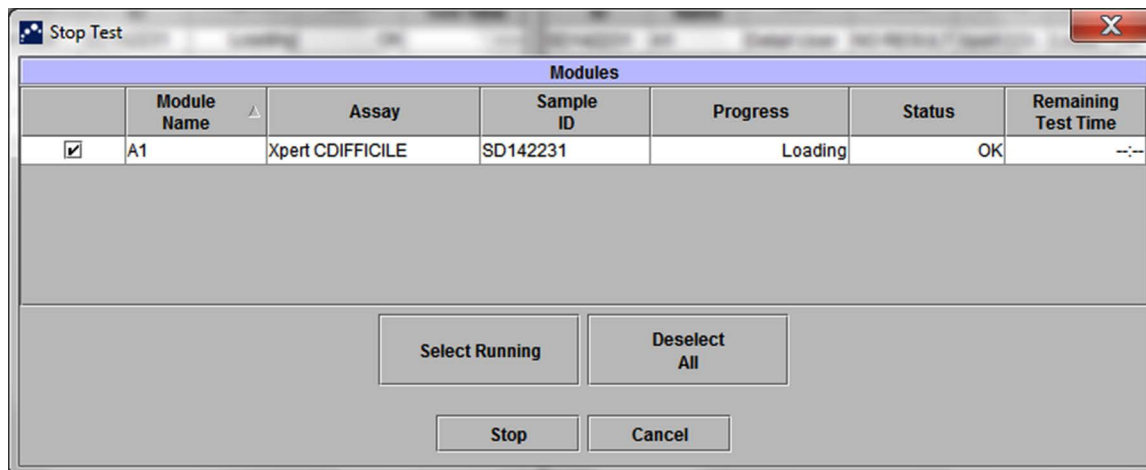 Stop Test
Modules
Module Name Assay Sample ID Progress Status Remaining Test Time
A1 Xpert CDIFFICILE SD142231 Loading OK --:--
Select Running Deselect All
Stop Cancel